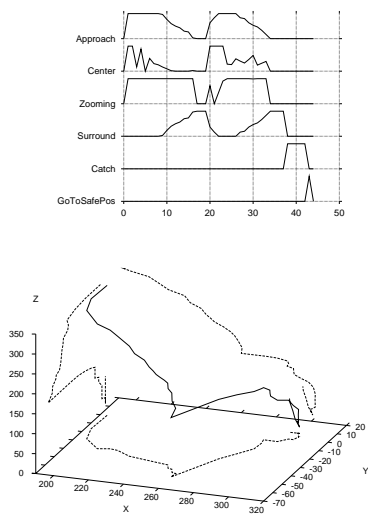 Approach
Center
Zooming
Surround
Catch
GoToSafePos
0 10 20 30 40 50
Z
350
300
250
200
150
100
50
0
200 220 240 260 280 300 320
X
-70
-60
-50
-40
-30
-20
-10
0
10
20
Y